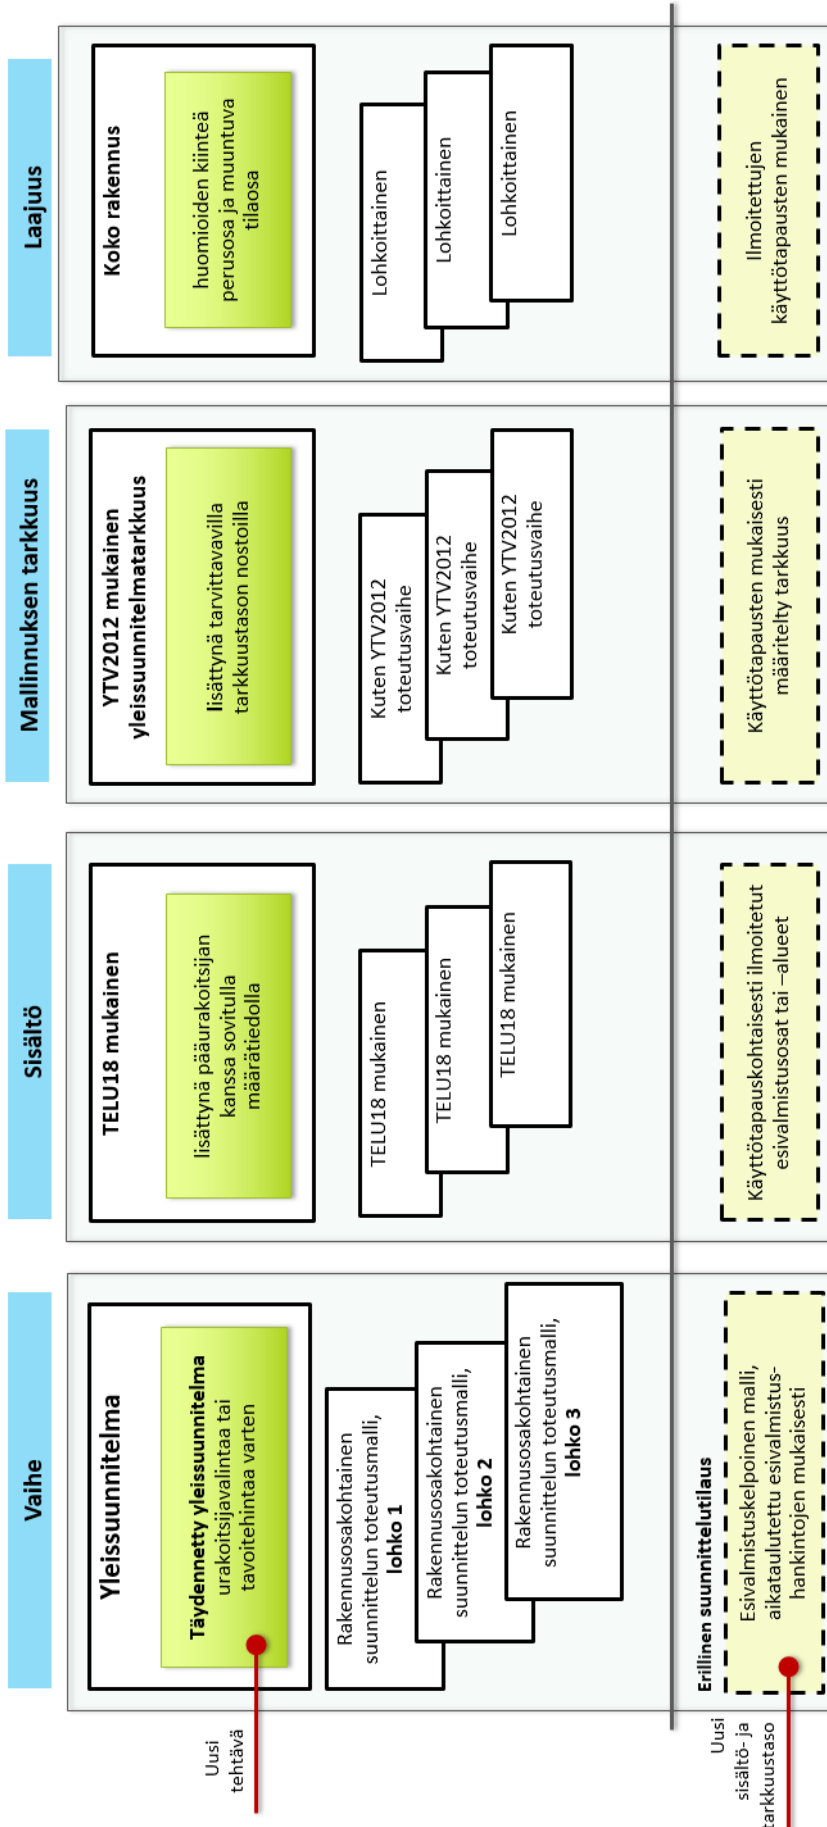 Vaihe
Sisältö
Mallinnuksen tarkkuus
Laajuus
Uusi
tehtävä
Yleissuunnitelma
Täydennetty yleissuunnitelma
urakoitsijavalintaa tai
tavoitehintaa varten
TELU18 mukainen
lisättynä pääurakoitsijan
kanssa sovitulla
määrätiedolla
YTV2012 mukainen
yleissuunnitelmatarkkuus
lisättynä tarvittavavilla
tarkkuustason nostoilla
Koko rakennus
huomioiden kiinteä
perusosa ja muuntuva
tilaosa
Rakennusosakohtainen
suunnittelun toteutusmalli,
lohko 1
TELU18 mukainen
Kuten YTV2012
toteutusvaihe
Lohkoittainen
Rakennusosakohtainen
suunnittelun toteutusmalli,
lohko 2
TELU18 mukainen
Kuten YTV2012
toteutusvaihe
Lohkoittainen
Rakennusosakohtainen
suunnittelun toteutusmalli,
lohko 3
TELU18 mukainen
Kuten YTV2012
toteutusvaihe
Lohkoittainen
Uusi
sisältö- ja
tarkkuustaso
Erillinen suunnittelutilaus
Esivalmistuskelpoinen malli,
aikataulutettu esivalmistus-
hankintojen mukaisesti
Käyttötapauskohtaisesti ilmoitetut
esivalmistusosat tai –alueet
Käyttötapausten mukaisesti
määritelty tarkkuus
Ilmoitettujen
käyttötapausten mukainen